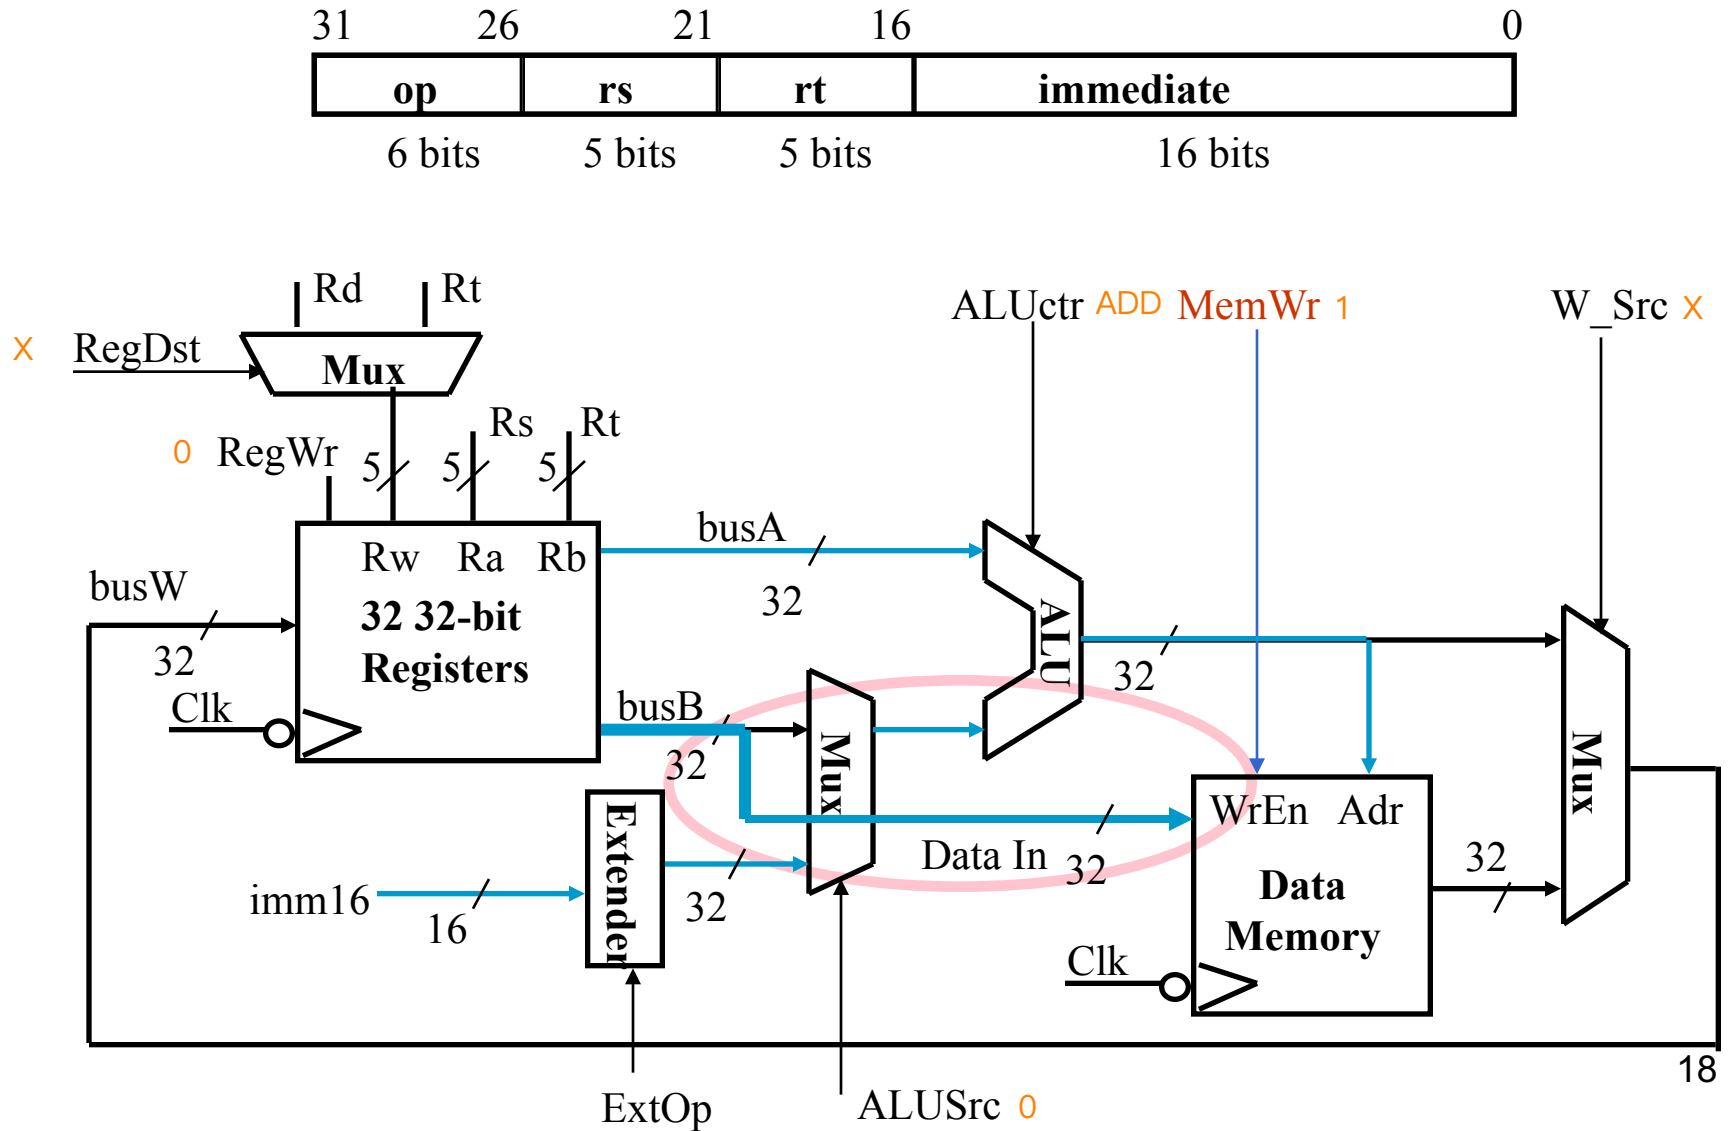 31 26 21 16 0
op rs rt immediate
6 bits 5 bits 5 bits 16 bits
Rd Rt
ALUctr ADD MemWr 1 W_Src X
X RegDst
Mux
Rs Rt
0 RegWr 5 5 5
busA
Rw Ra Rb
busW
32
32 32-bit
Registers
ALU
32
32
Clk
busB
32
Mux
Mux
WrEn Adr
Extender
Data In 32
32
Data
Memory
imm16
16
32
Clk
18
ExtOp
ALUSrc 0